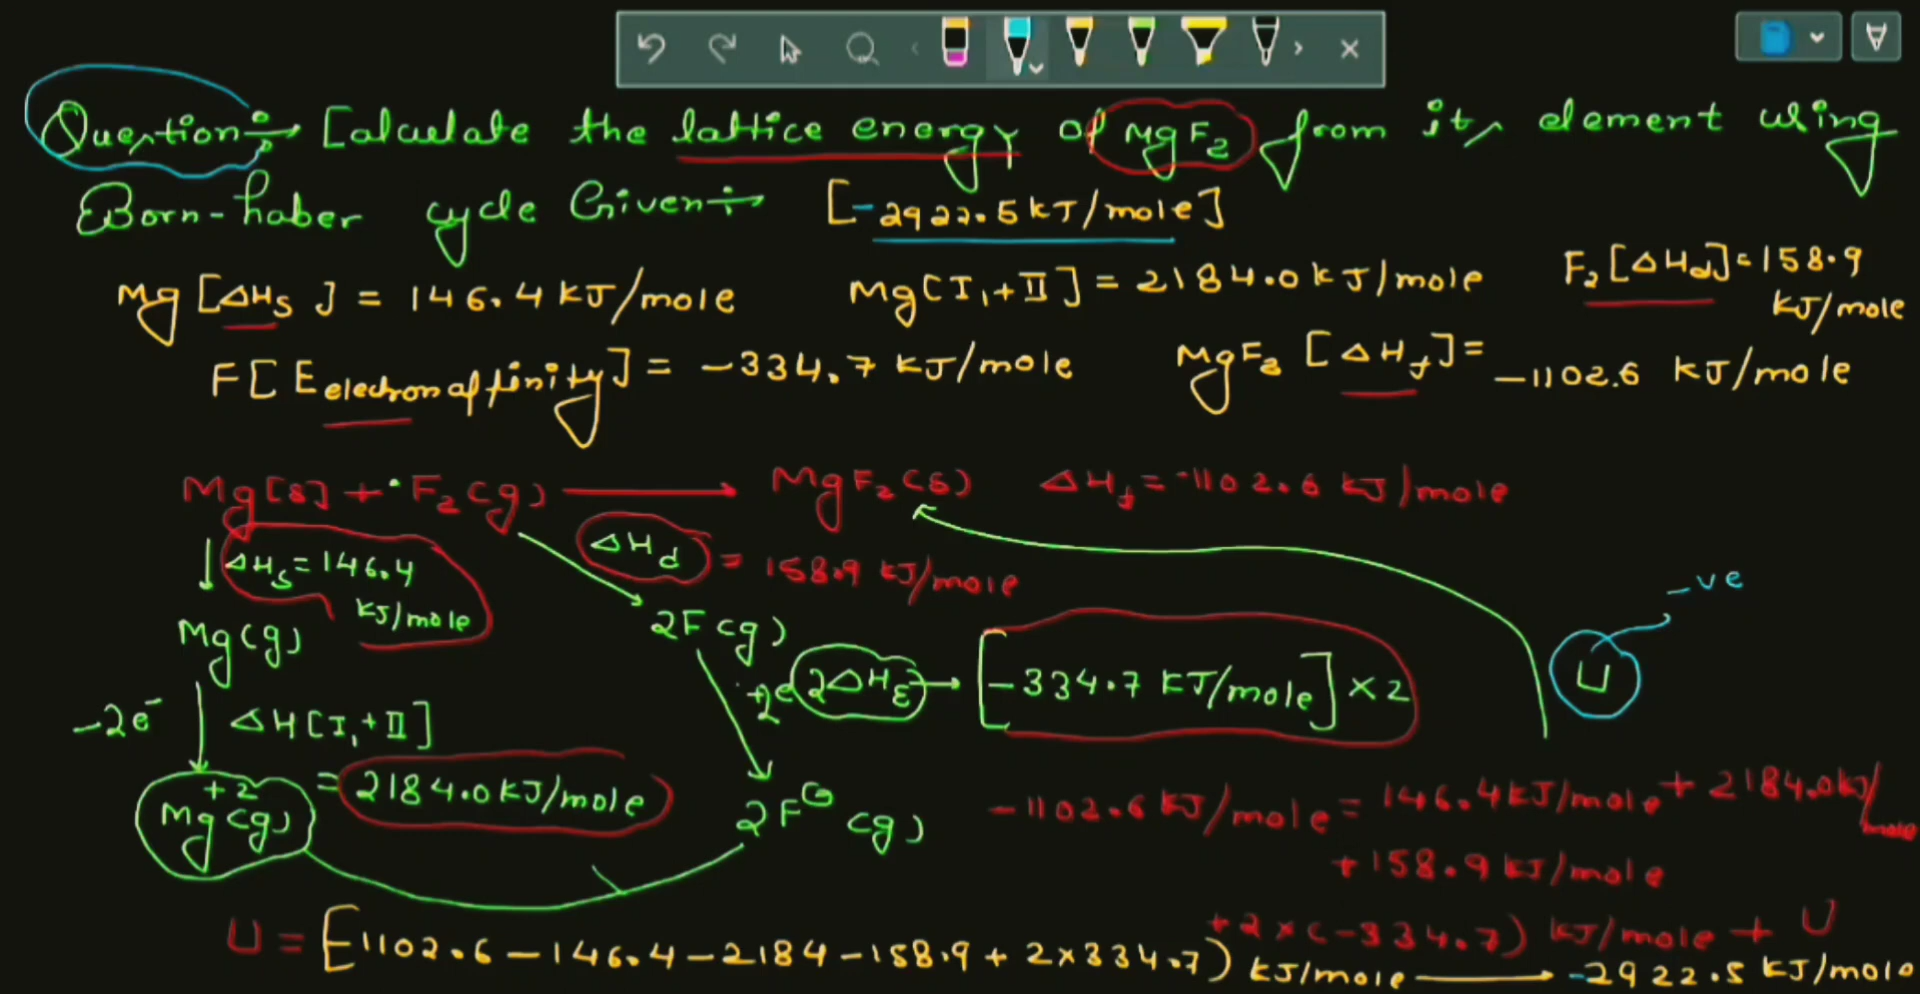 Question:→ Calculate the lattice energy of MgF2 from its element using
Born-haber cycle Given:→ [-2922.5 kJ/mole]
Mg [ΔHs] = 146.4 kJ/mole Mg[I1+II] = 2184.0 kJ/mole F2[ΔHd] = 158.9 kJ/mole
F[E electron affinity] = -334.7 kJ/mole MgF2 [ΔHf] = -1102.6 kJ/mole
Mg[s] + F2(g) → MgF2(s) ΔHf = -1102.6 kJ/mole
↓ ΔHs = 146.4 kJ/mole
ΔHd = 158.9 kJ/mole
-ve
Mg(g)
2F(g)
U
+2e 2ΔHE → [-334.7 kJ/mole] × 2
-2e⁻ ΔH[I1+II]
= 2184.0 kJ/mole
Mg+2(g)
2F⊖(g)
-1102.6 kJ/mole = 146.4 kJ/mole + 2184.0 kJ/mole
+ 158.9 kJ/mole
+ 2×(-334.7) kJ/mole + U
U = [-1102.6 - 146.4 - 2184 - 158.9 + 2×334.7) kJ/mole → -2922.5 kJ/mole